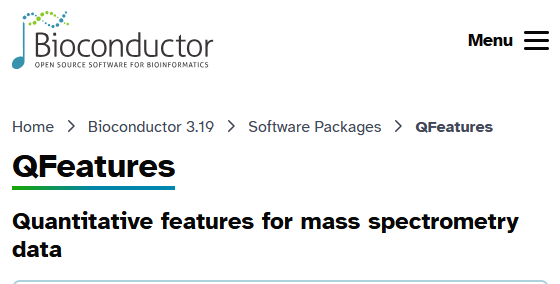 Bioconductor
OPEN SOURCE SOFTWARE FOR BIOINFORMATICS
Menu
Home > Bioconductor 3.19 > Software Packages > QFeatures
QFeatures
Quantitative features for mass spectrometry
data